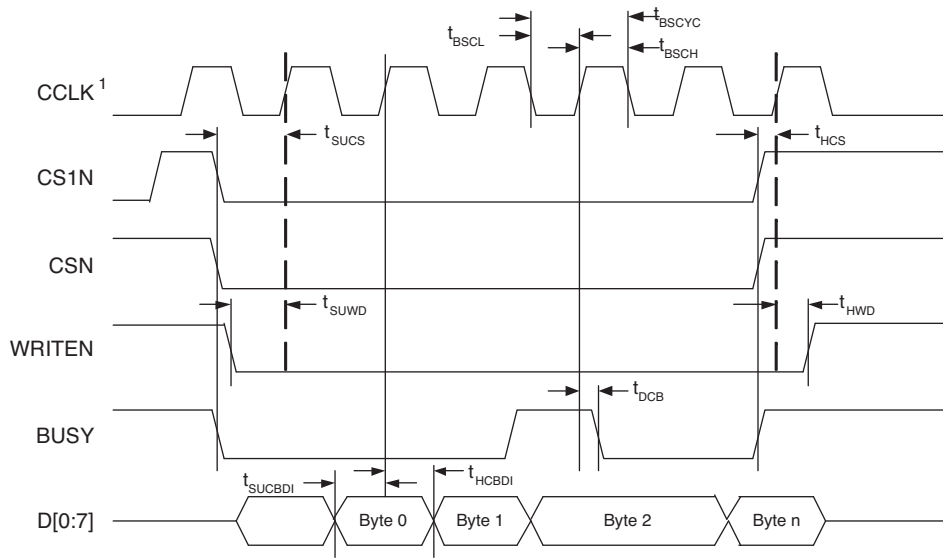 t_BSCYC
t_BSCL
t_BSCH
CCLK ¹
t_SUCS
t_HCS
CS1N
CSN
t_SUWD
t_HWD
WRITEN
t_DCB
BUSY
t_SUCBDI
t_HCBDI
D[0:7]
Byte 0
Byte 1
Byte 2
Byte n